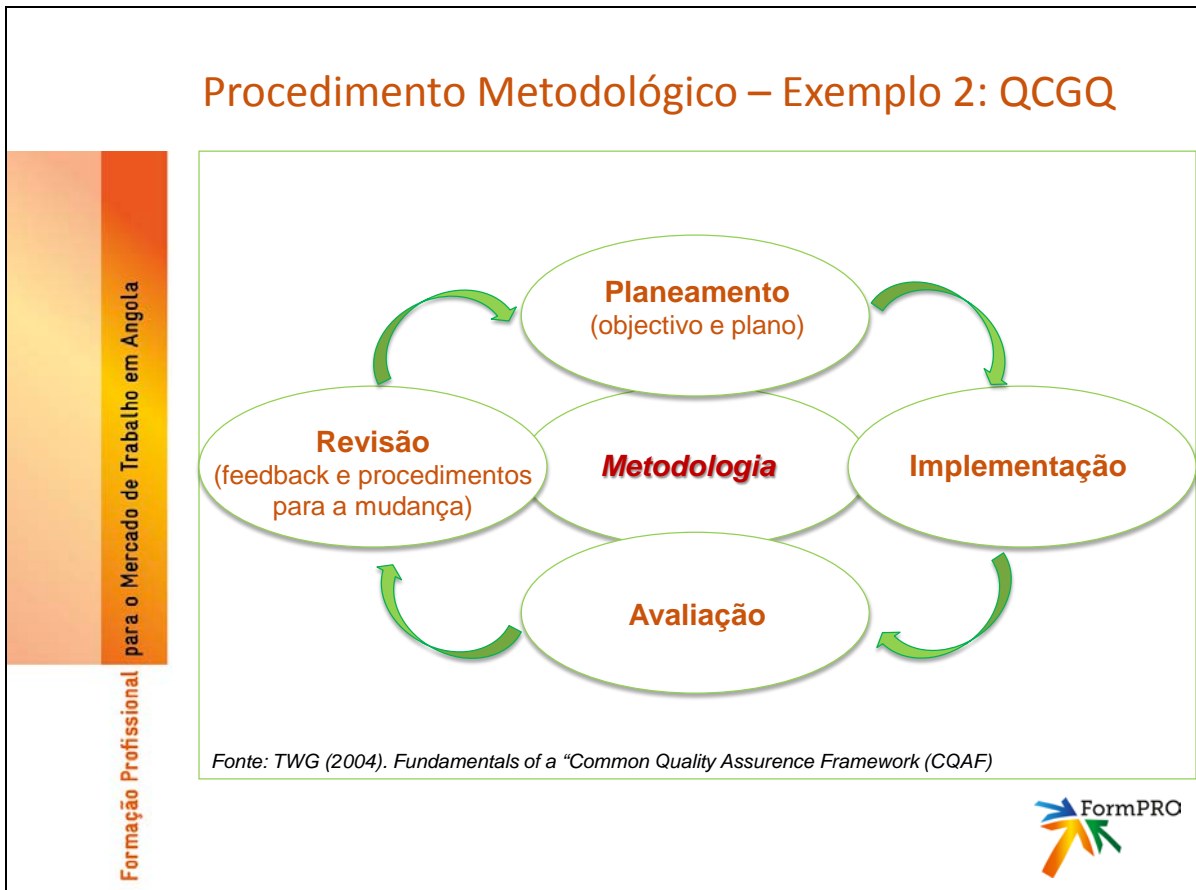 Procedimento Metodológico – Exemplo 2: QCGQ
Formação Profissional para o Mercado de Trabalho em Angola
Planeamento
(objectivo e plano)
Revisão
(feedback e procedimentos
para a mudança)
Metodologia
Implementação
Avaliação
Fonte: TWG (2004). Fundamentals of a “Common Quality Assurence Framework (CQAF)
FormPRO